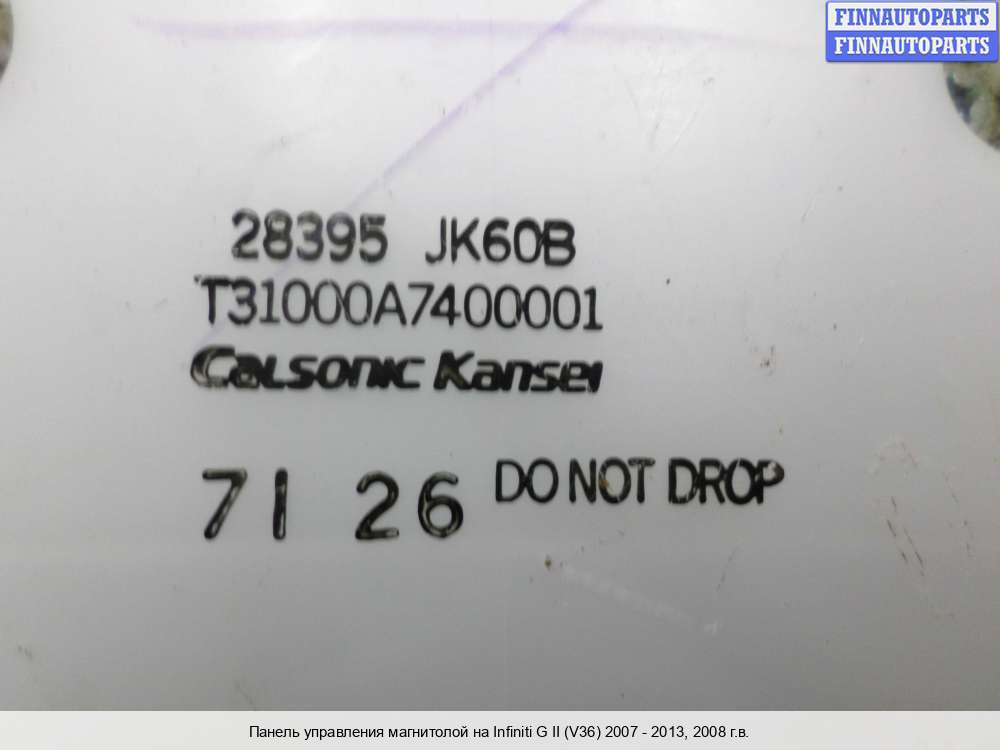 FINNAUTOPARTS
FINNAUTOPARTS
28395 JK60B
T31000A7400001
Calsonic Kansei
7I 26 DO NOT DROP
Панель управления магнитолой на Infiniti G II (V36) 2007 - 2013, 2008 г.в.